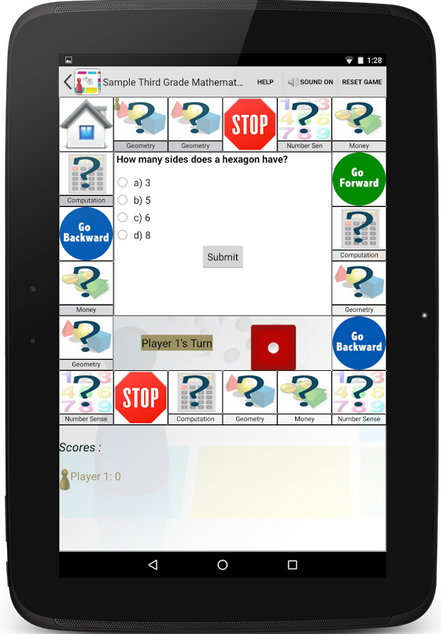 1:28
Sample Third Grade Mathemat...
HELP
SOUND ON
RESET GAME
Geometry
Geometry
STOP
Number Sen
Money
Computation
How many sides does a hexagon have?
a) 3
b) 5
c) 6
d) 8
Submit
Go
Forward
Go
Backward
Computation
Money
Geometry
Geometry
Player 1's Turn
Go
Backward
Number Sense
STOP
Computation
Geometry
Money
Number Sense
Scores :
Player 1: 0